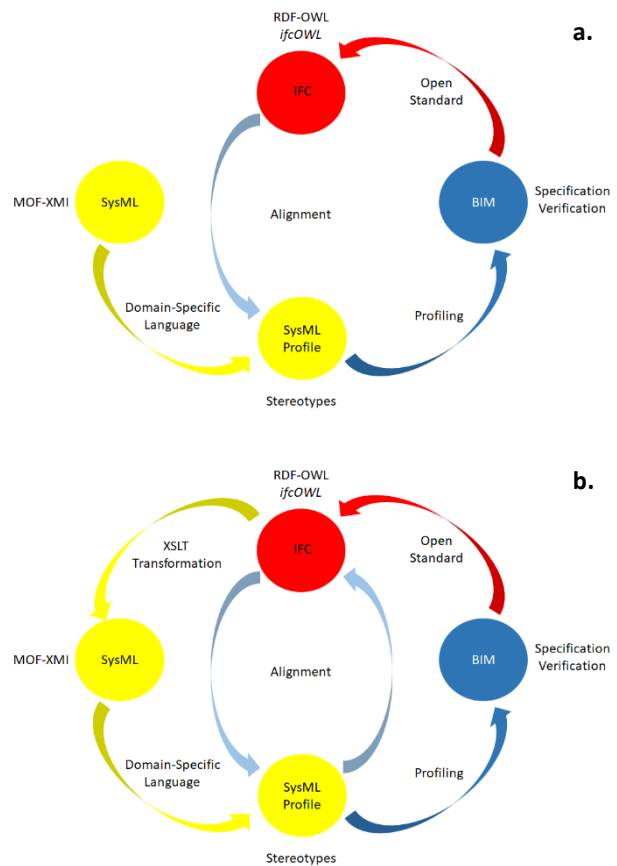 RDF-OWL
ifcOWL
a.
IFC
Open
Standard
MOF-XMI
SysML
Alignment
BIM
Specification
Verification
Domain-Specific
Language
SysML
Profile
Profiling
Stereotypes
RDF-OWL
ifcOWL
b.
XSLT
Transformation
IFC
Open
Standard
MOF-XMI
SysML
Alignment
BIM
Specification
Verification
Domain-Specific
Language
SysML
Profile
Profiling
Stereotypes